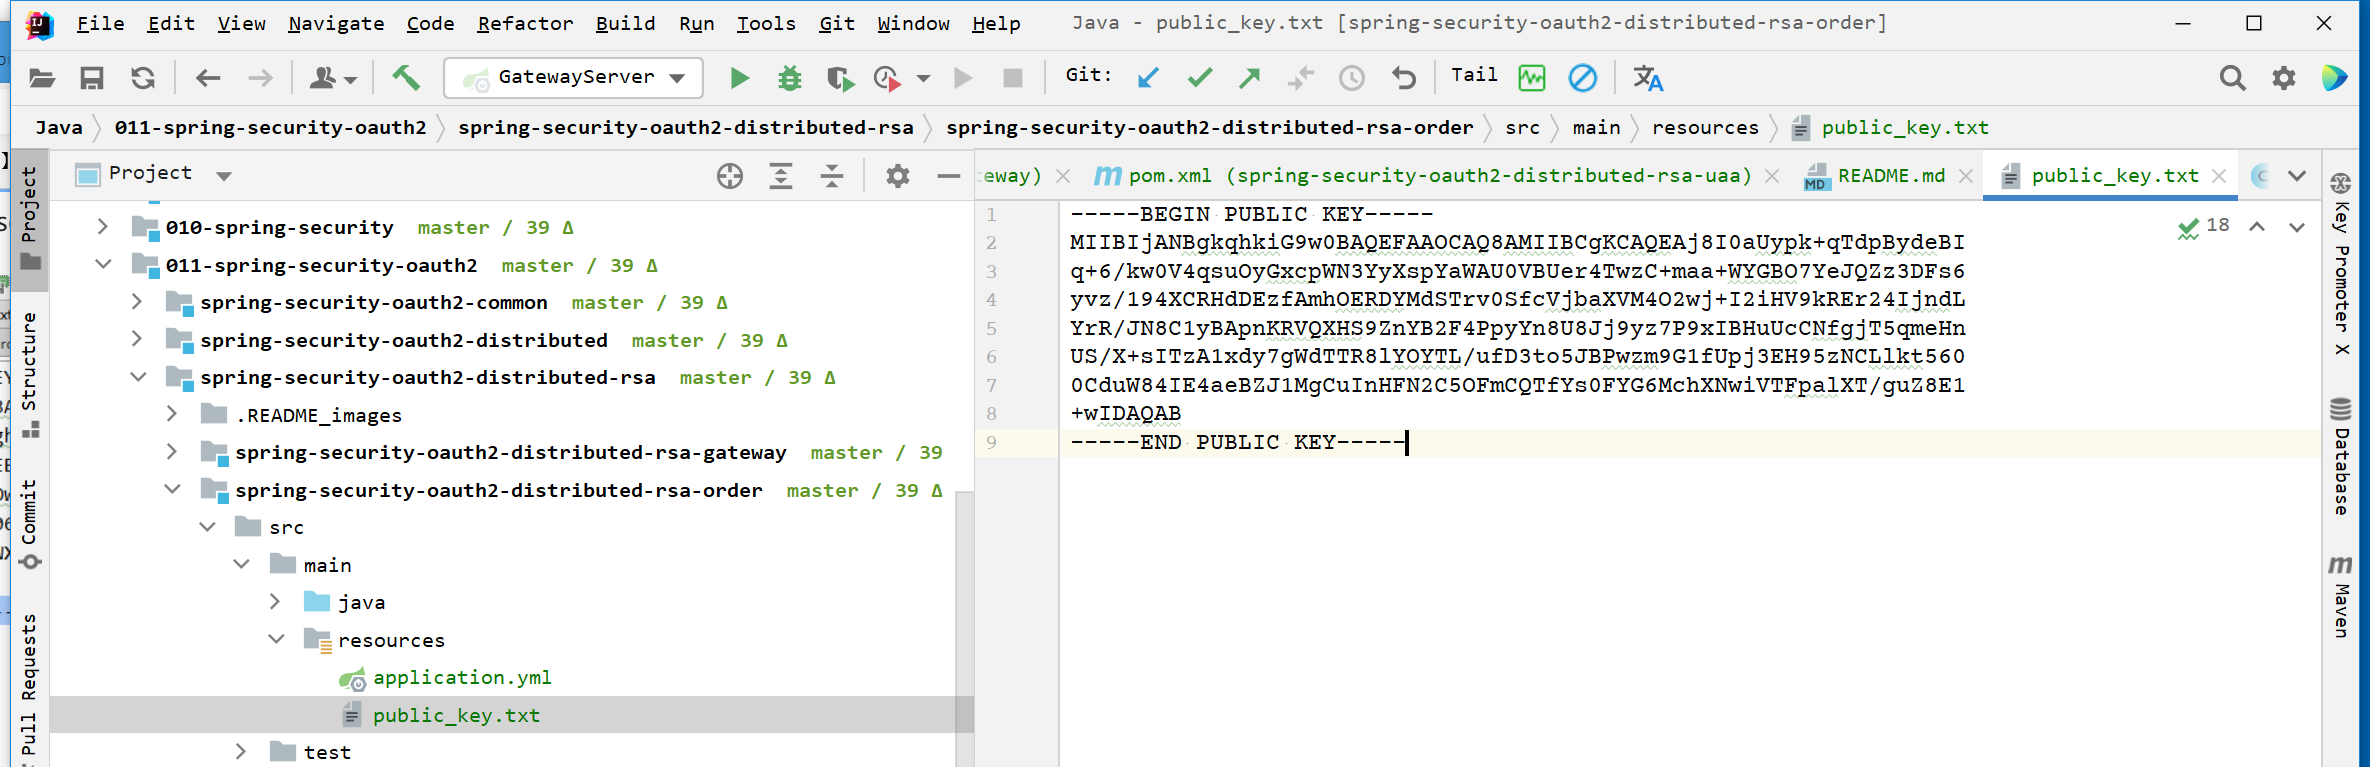 File Edit View Navigate Code Refactor Build Run Tools Git Window Help Java - public_key.txt [spring-security-oauth2-distributed-rsa-order]
GatewayServer Git: Tail
Java 011-spring-security-oauth2 spring-security-oauth2-distributed-rsa spring-security-oauth2-distributed-rsa-order src main resources public_key.txt
Project
eway) pom.xml (spring-security-oauth2-distributed-rsa-uaa) README.md public_key.txt
Project
Structure
Commit
Pull Requests
010-spring-security master / 39 Δ
011-spring-security-oauth2 master / 39 Δ
spring-security-oauth2-common master / 39 Δ
spring-security-oauth2-distributed master / 39 Δ
spring-security-oauth2-distributed-rsa master / 39 Δ
.README_images
spring-security-oauth2-distributed-rsa-gateway master / 39
spring-security-oauth2-distributed-rsa-order master / 39 Δ
src
main
java
resources
application.yml
public_key.txt
test
1 -----BEGIN PUBLIC KEY-----
2 MIIBIjANBgkqhkiG9w0BAQEFAAOCAQ8AMIIBCgKCAQEAj8I0aUypk+qTdpBydeBI
3 q+6/kw0V4qsuOyGxcpWN3YyXspYaWAU0VBUer4TwzC+maa+WYGBO7YeJQZz3DFs6
4 yvz/194XCRHdDEzfAmhOERDYMdSTrv0SfcVjbaXVM4O2wj+I2iHV9kREr24IjndL
5 YrR/JN8C1yBApnKRVQXHS9ZnYB2F4PpyYn8U8Jj9yz7P9xIBHuUcCNfgjT5qmeHn
6 US/X+sITzA1xdy7gWdTTR8lYOYTL/ufD3to5JBPwzm9G1fUpj3EH95zNCLlkt560
7 0CduW84IE4aeBZJ1MgCuInHFN2C5OFmCQTfYs0FYG6MchXNwiVTFpalXT/guZ8E1
8 +wIDAQAB
9 -----END PUBLIC KEY-----
18
Key Promoter X
Database
Maven